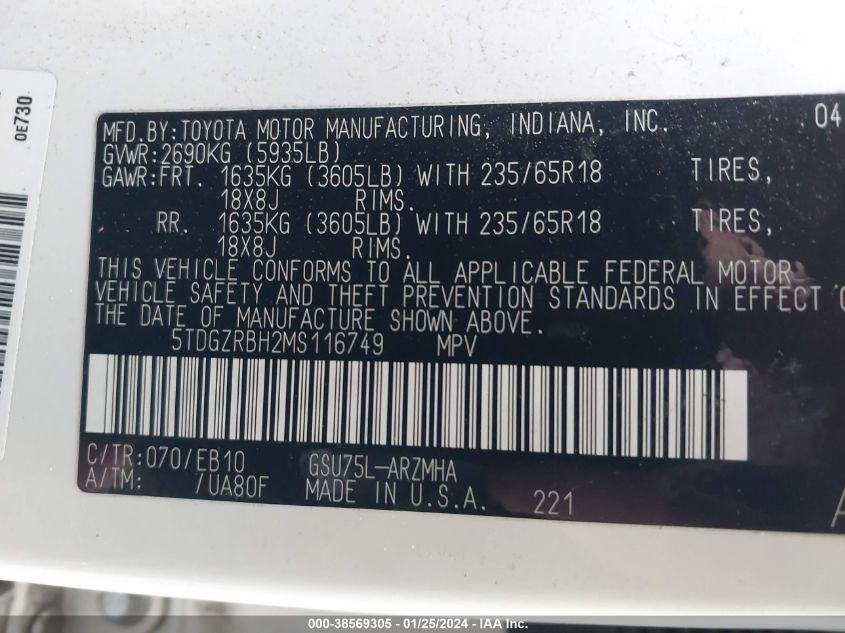 0E730
MFD.BY:TOYOTA MOTOR MANUFACTURING, INDIANA, INC. 04
GVWR:2690KG (5935LB)
GAWR:FRT. 1635KG (3605LB) WITH 235/65R18 TIRES,
18X8J RIMS.
RR. 1635KG (3605LB) WITH 235/65R18 TIRES,
18X8J RIMS.
THIS VEHICLE CONFORMS TO ALL APPLICABLE FEDERAL MOTOR
VEHICLE SAFETY AND THEFT PREVENTION STANDARDS IN EFFECT O
THE DATE OF MANUFACTURE SHOWN ABOVE.
5TDGZRBH2MS116749 MPV
C/TR:070/EB10 GSU75L-ARZMHA
A/TM: /UA80F MADE IN U.S.A. 221 A
000-38569305 - 01/25/2024 - IAA Inc.